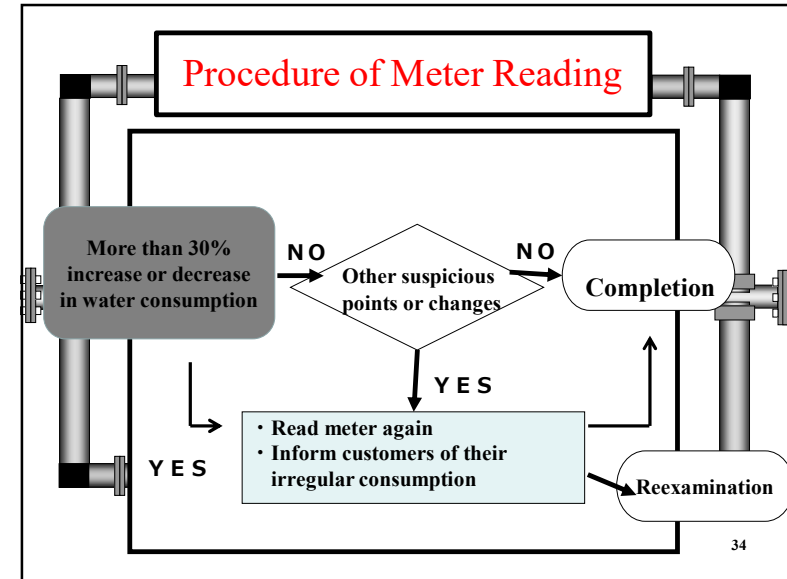 Procedure of Meter Reading
More than 30%
increase or decrease
in water consumption
NO
Other suspicious
points or changes
NO
Completion
YES
YES
・Read meter again
・Inform customers of their
irregular consumption
Reexamination
34